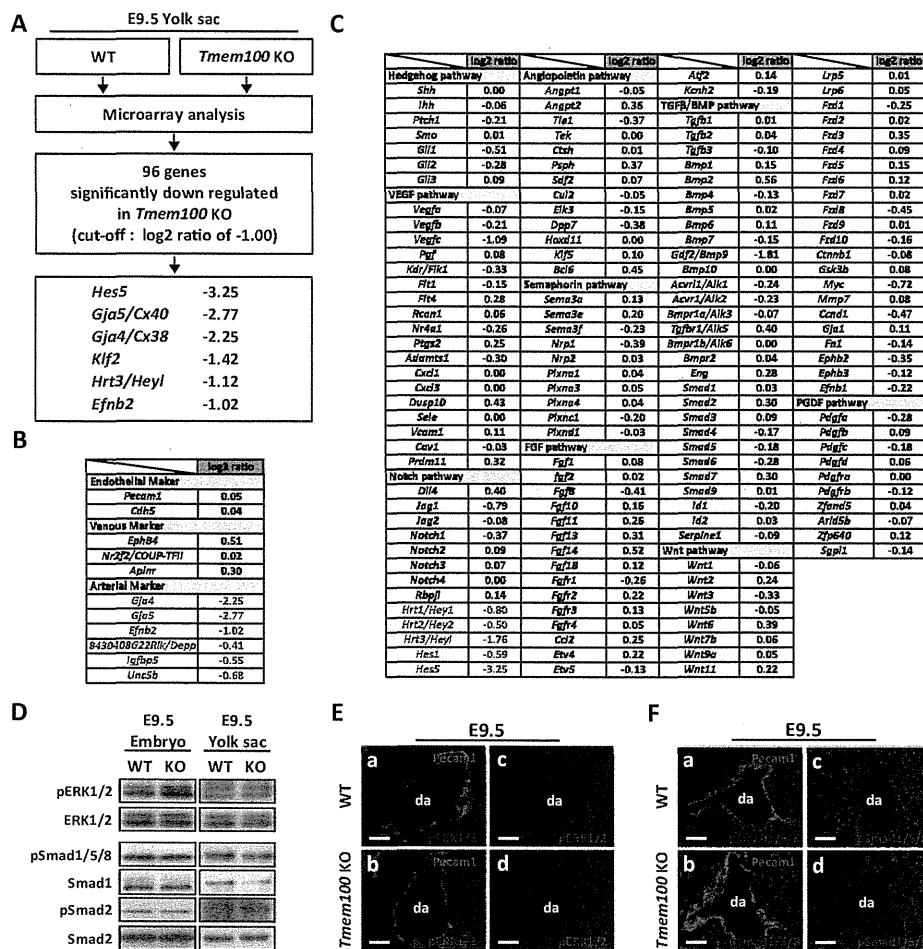 A
E9.5 Yolk sac
WT
Tmem100 KO
Microarray analysis
96 genes
significantly down regulated
in Tmem100 KO
(cut-off : log2 ratio of -1.00)
Hes5 -3.25
Gja5/Cx40 -2.77
Gja4/Cx38 -2.25
Klf2 -1.42
Hrt3/Heyl -1.12
Efnb2 -1.02
B
log2 ratio
Endothelial Maker
Pecam1 0.05
Cdh5 0.04
Venous Marker
EphB4 0.51
Nr2f2/COUP-TFII 0.02
Aplnr 0.30
Arterial Marker
Gja4 -2.25
Gja5 -2.77
Efnb2 -1.02
8430408G22Rik/Depp -0.41
Igfbp5 -0.55
Unc5b -0.68
C
log2 ratio
Hedgehog pathway
Shh 0.00
Ihh -0.06
Ptch1 -0.21
Smo 0.01
Gli1 -0.51
Gli2 -0.28
Gli3 0.09
VEGF pathway
Vegfa -0.07
Vegfb -0.21
Vegfc -1.09
Pgf 0.08
Kdr/Flk1 -0.33
Flt1 -0.15
Flt4 0.28
Rcan1 0.06
Nr4a1 -0.26
Ptgs2 0.25
Adamts1 -0.30
Cxcl1 0.00
Cxcl3 0.00
Dusp10 0.43
Sele 0.00
Vcam1 0.11
Cav1 -0.03
Prdm11 0.32
Notch pathway
Dll4 0.40
Jag1 -0.79
Jag2 -0.08
Notch1 -0.37
Notch2 0.09
Notch3 0.07
Notch4 0.00
Rbpjl 0.14
Hrt1/Hey1 -0.80
Hrt2/Hey2 -0.50
Hrt3/Heyl -1.76
Hes1 -0.59
Hes5 -3.25
log2 ratio
Angiopoietin pathway
Angpt1 -0.05
Angpt2 0.36
Tie1 -0.37
Tek 0.00
Ctsh 0.01
Psph 0.37
Sdf2 0.07
Cul2 -0.05
Elk3 -0.15
Dpp7 -0.38
Hoxd11 0.00
Klf5 0.10
Bcl6 0.45
Semaphorin pathway
Sema3a 0.13
Sema3e 0.20
Sema3f -0.23
Nrp1 -0.39
Nrp2 0.03
Plxna1 0.04
Plxna3 0.05
Plxna4 0.04
Plxnc1 -0.20
Plxnd1 -0.03
FGF pathway
Fgf1 0.08
fgf2 0.02
Fgf8 -0.41
Fgf10 0.16
Fgf11 0.26
Fgf13 0.31
Fgf14 0.52
Fgf18 0.12
Fgfr1 -0.26
Fgfr2 0.22
Fgfr3 0.13
Fgfr4 0.05
Ccl2 0.25
Etv4 0.22
Etv5 -0.13
log2 ratio
Atf2 0.14
Kcnh2 -0.19
TGFβ/BMP pathway
Tgfb1 0.01
Tgfb2 0.04
Tgfb3 -0.10
Bmp1 0.15
Bmp2 0.56
Bmp4 -0.13
Bmp5 0.02
Bmp6 0.11
Bmp7 -0.15
Gdf2/Bmp9 -1.81
Bmp10 0.00
Acvrl1/Alk1 -0.24
Acvr1/Alk2 -0.23
Bmpr1a/Alk3 -0.07
Tgfbr1/Alk5 0.40
Bmpr1b/Alk6 0.00
Bmpr2 0.04
Eng 0.28
Smad1 0.03
Smad2 0.30
Smad3 0.09
Smad4 -0.17
Smad5 -0.18
Smad6 -0.28
Smad7 0.30
Smad9 0.01
Id1 -0.20
Id2 0.03
Serpine1 -0.09
Wnt pathway
Wnt1 -0.06
Wnt2 0.24
Wnt3 -0.33
Wnt5b -0.05
Wnt6 0.39
Wnt7b 0.06
Wnt9a 0.05
Wnt11 0.22
log2 ratio
Lrp5 0.01
Lrp6 0.05
Fzd1 -0.25
Fzd2 0.02
Fzd3 0.35
Fzd4 0.09
Fzd5 0.15
Fzd6 0.12
Fzd7 0.02
Fzd8 -0.45
Fzd9 0.01
Fzd10 -0.16
Ctnnb1 -0.08
Gsk3b 0.08
Myc -0.72
Mmp7 0.08
Ccnd1 -0.47
Gja1 0.11
Fn1 -0.14
Ephb2 -0.35
Ephb3 -0.12
Efnb1 -0.22
PGDF pathway
Pdgfa -0.28
Pdgfb 0.09
Pdgfc -0.18
Pdgfd 0.06
Pdgfra 0.00
Pdgfrb -0.12
Zfand5 0.04
Arid5b -0.07
Zfp640 0.12
Sgpl1 -0.14
D
E9.5 Embryo
E9.5 Yolk sac
WT KO WT KO
pERK1/2
ERK1/2
pSmad1/5/8
Smad1
pSmad2
Smad2
E
E9.5
WT
Tmem100 KO
a Pecam1
da
pERK1/2
c
da
pERK1/2
b Pecam1
da
pERK1/2
d
da
pERK1/2
F
E9.5
WT
Tmem100 KO
a Pecam1
da
c
da
b Pecam1
da
d
da